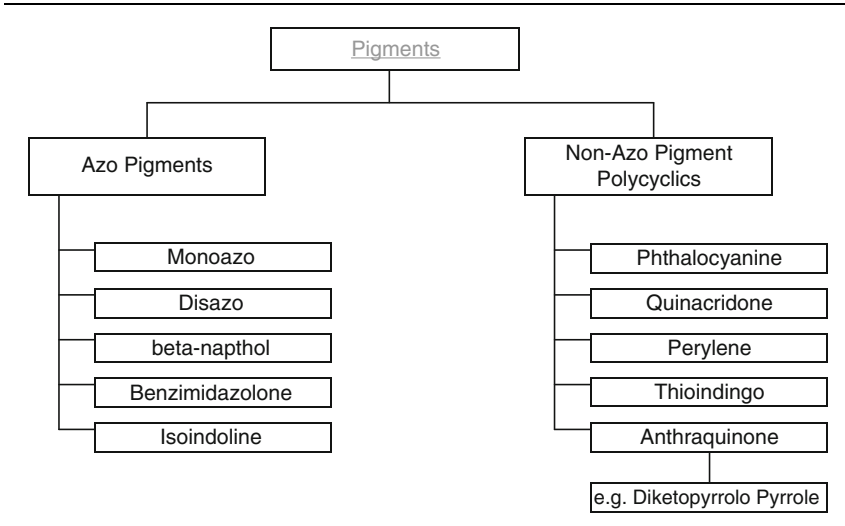 Pigments
Azo Pigments
Monoazo
Disazo
beta-napthol
Benzimidazolone
Isoindoline
Non-Azo Pigment
Polycyclics
Phthalocyanine
Quinacridone
Perylene
Thioindingo
Anthraquinone
e.g. Diketopyrrolo Pyrrole